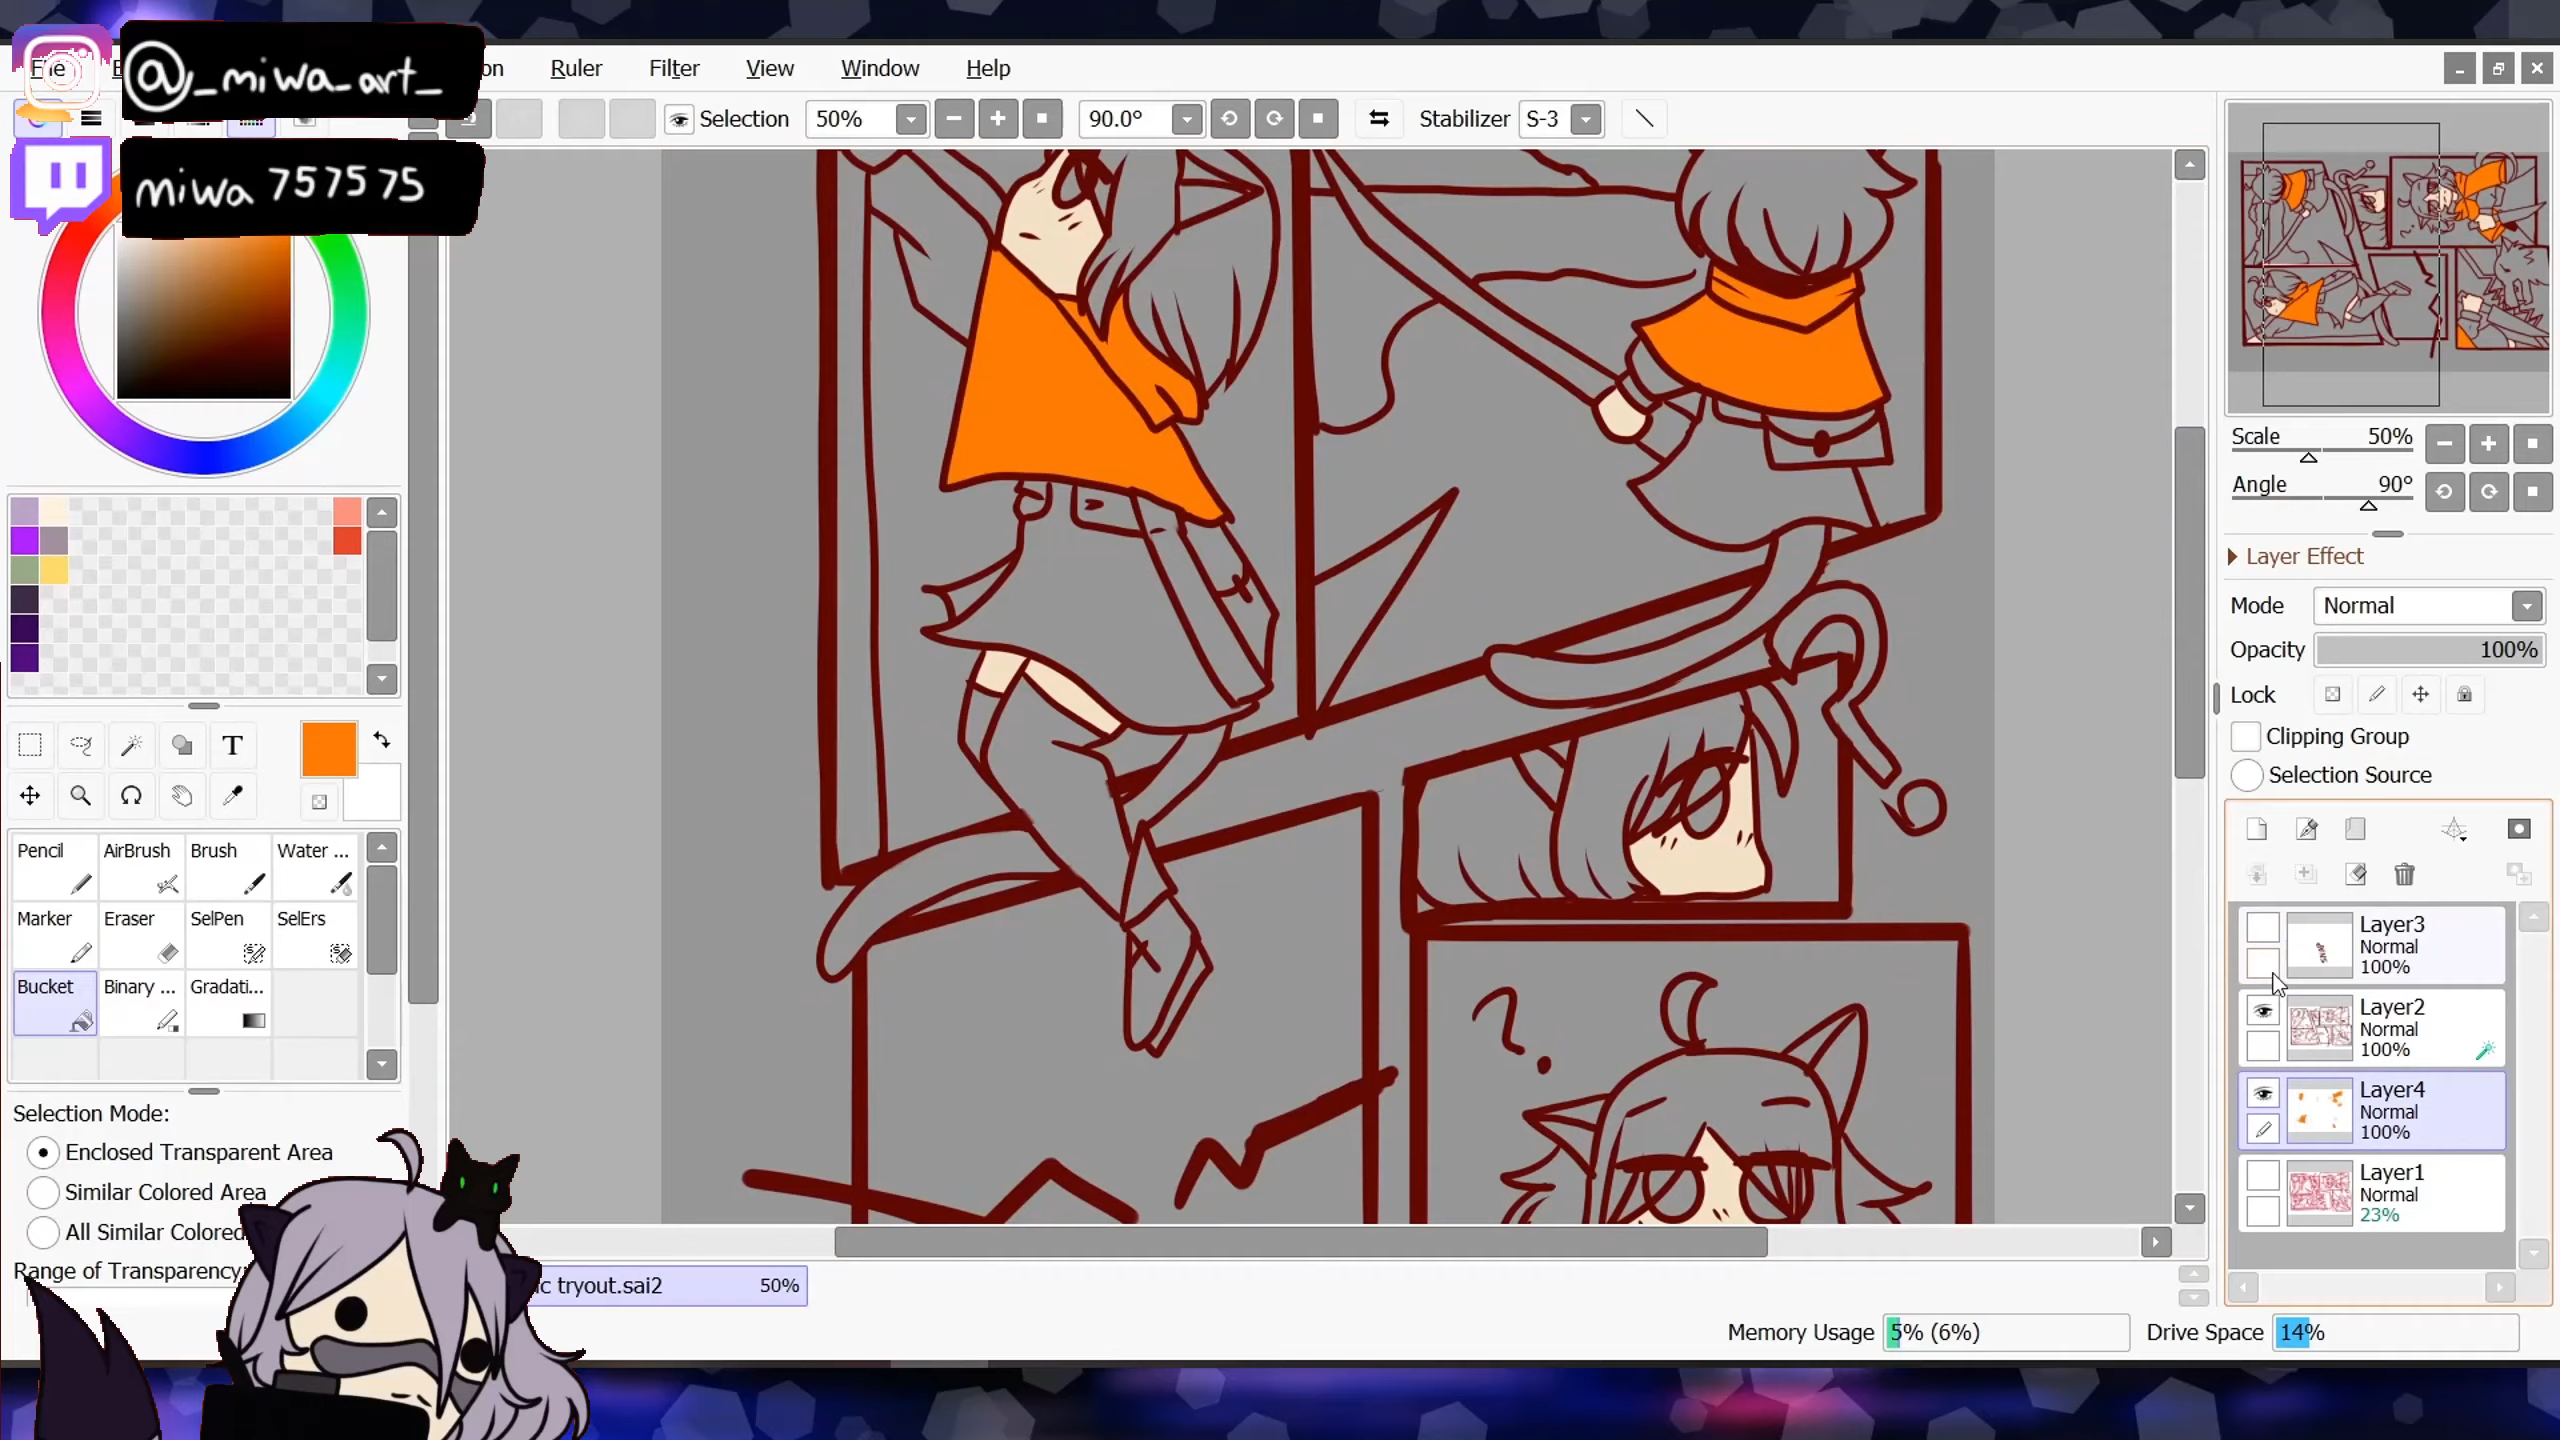 @_miwa_art_
miwa 757575
File
Ruler
Filter
View
Window
Help
Selection
50%
90.0°
Stabilizer
S-3
Scale
50%
Angle
90°
Layer Effect
Mode
Normal
Opacity
100%
Lock
Clipping Group
Selection Source
T
Pencil
AirBrush
Brush
Water ...
Marker
Eraser
SelPen
SelErs
Bucket
Binary ...
Gradati...
Layer3
Normal
100%
Layer2
Normal
100%
Layer4
Normal
100%
Layer1
Normal
23%
?
Selection Mode:
Enclosed Transparent Area
Similar Colored Area
All Similar Colored
Range of Transparency:
tryout.sai2
50%
Memory Usage
5% (6%)
Drive Space
14%